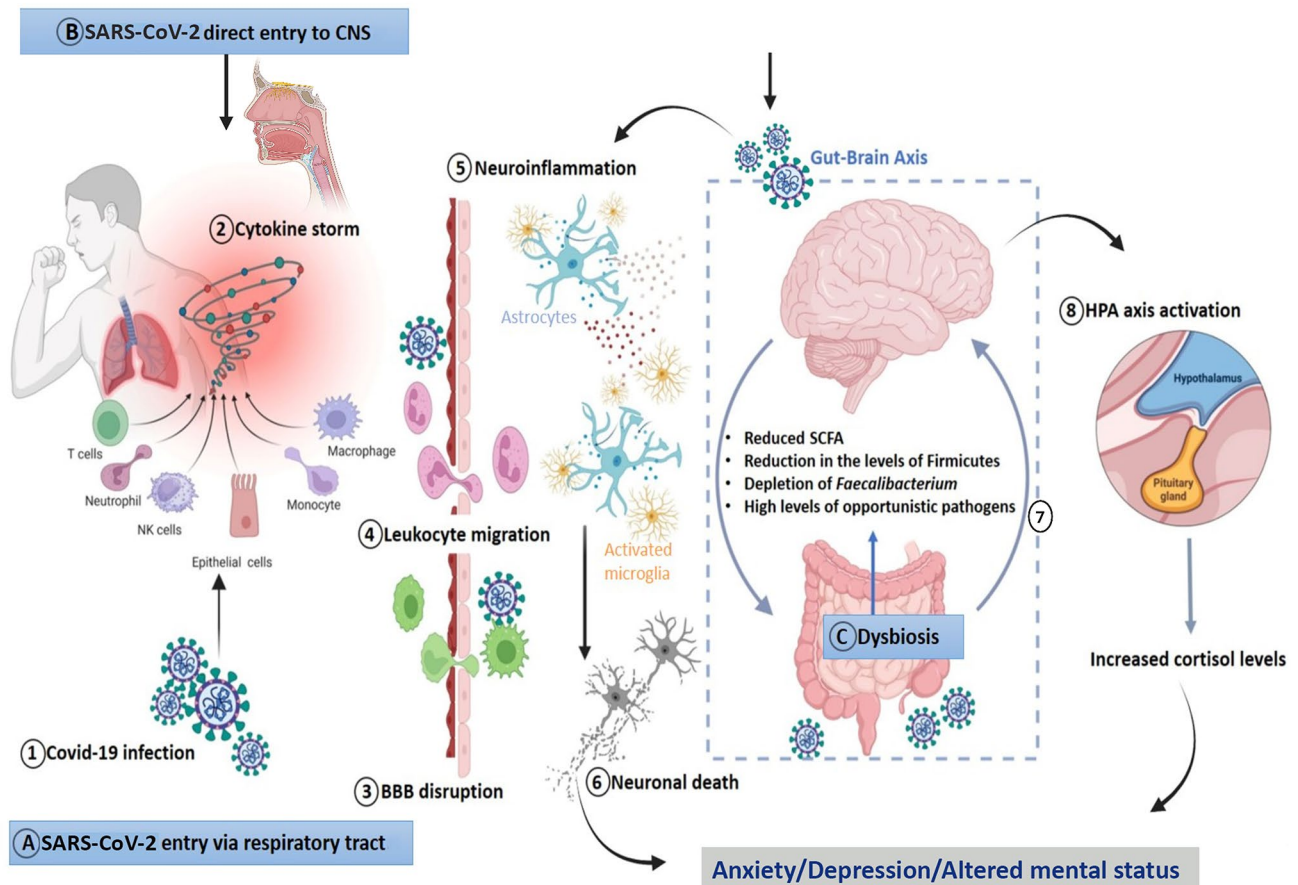 Ⓑ SARS-CoV-2 direct entry to CNS
② Cytokine storm
T cells
Neutrophil
NK cells
Epithelial cells
Monocyte
Macrophage
① Covid-19 infection
Ⓐ SARS-CoV-2 entry via respiratory tract
⑤ Neuroinflammation
Astrocytes
④ Leukocyte migration
Activated
microglia
③ BBB disruption
⑥ Neuronal death
Gut-Brain Axis
• Reduced SCFA
• Reduction in the levels of Firmicutes
• Depletion of Faecalibacterium
• High levels of opportunistic pathogens
⑦
Ⓒ Dysbiosis
⑧ HPA axis activation
Hypothalamus
Pituitary
gland
Increased cortisol levels
Anxiety/Depression/Altered mental status